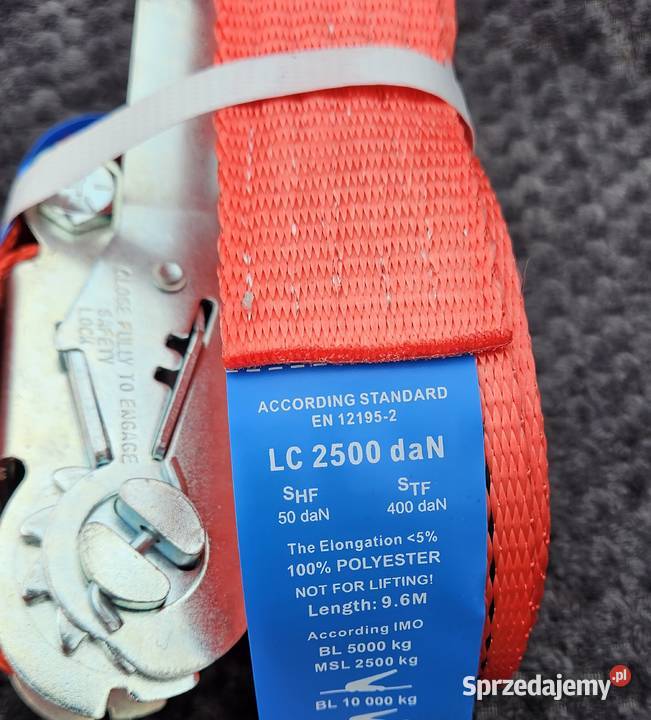 CLOSE FULLY TO ENGAGE
SAFETY
LOCK
ACCORDING STANDARD
EN 12195-2
LC 2500 daN
SHF STF
50 daN 400 daN
The Elongation <5%
100% POLYESTER
NOT FOR LIFTING!
Length: 9.6M
According IMO
BL 5000 kg
MSL 2500 kg
BL 10 000 kg
Sprzedajemy.pl